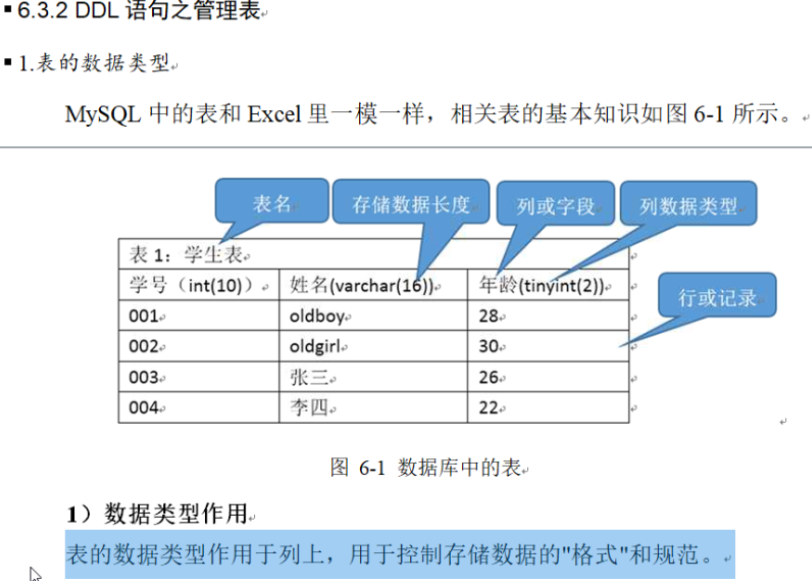 6.3.2 DDL 语句之管理表
1.表的数据类型
MySQL 中的表和 Excel 里一模一样，相关表的基本知识如图 6-1 所示。
表名 存储数据长度 列或字段 列数据类型
表 1：学生表
学号（int(10)） 姓名(varchar(16)) 年龄(tinyint(2))
行或记录
001 oldboy 28
002 oldgirl 30
003 张三 26
004 李四 22
图 6-1 数据库中的表
1）数据类型作用
表的数据类型作用于列上，用于控制存储数据的"格式"和规范。